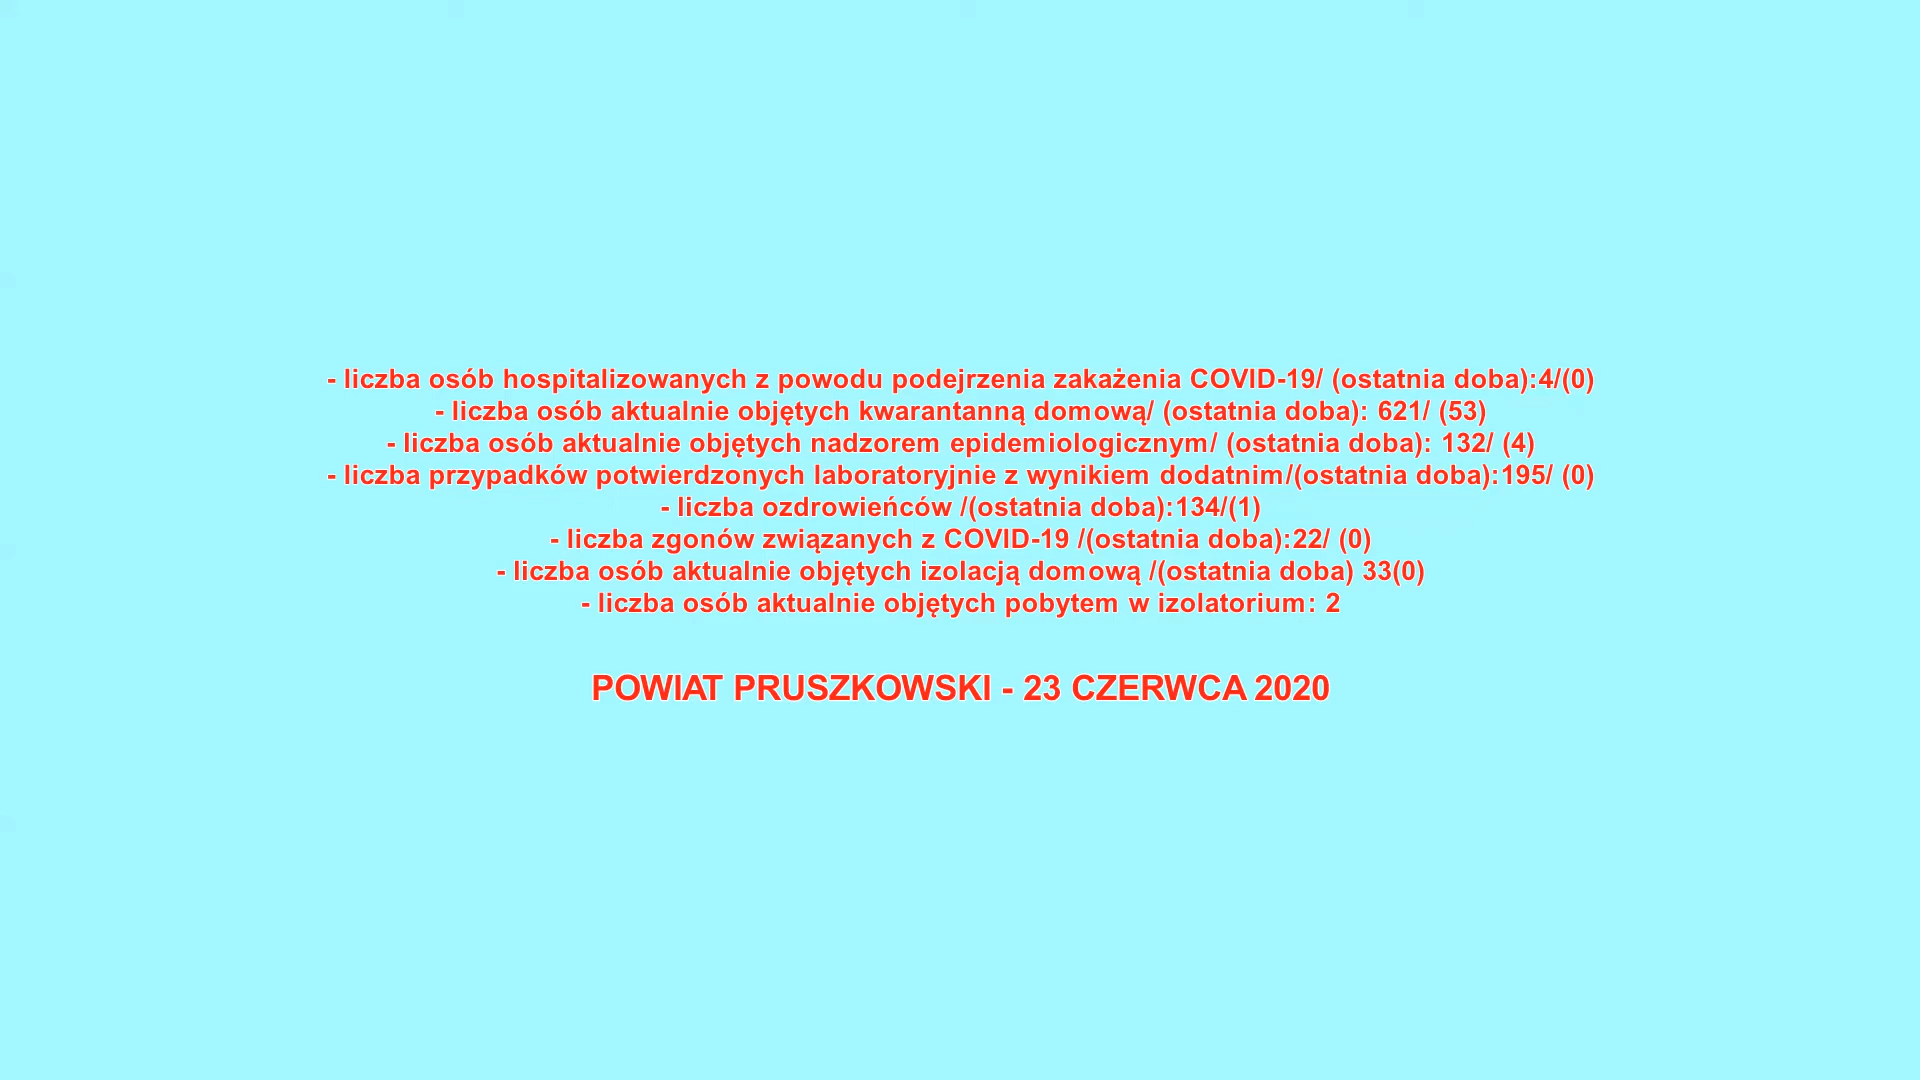 - liczba osób hospitalizowanych z powodu podejrzenia zakażenia COVID-19/ (ostatnia doba):4/(0)
- liczba osób aktualnie objętych kwarantanną domową/ (ostatnia doba): 621/ (53)
- liczba osób aktualnie objętych nadzorem epidemiologicznym/ (ostatnia doba): 132/ (4)
- liczba przypadków potwierdzonych laboratoryjnie z wynikiem dodatnim/(ostatnia doba):195/ (0)
- liczba ozdrowieńców /(ostatnia doba):134/(1)
- liczba zgonów związanych z COVID-19 /(ostatnia doba):22/ (0)
- liczba osób aktualnie objętych izolacją domową /(ostatnia doba) 33(0)
- liczba osób aktualnie objętych pobytem w izolatorium: 2
POWIAT PRUSZKOWSKI - 23 CZERWCA 2020